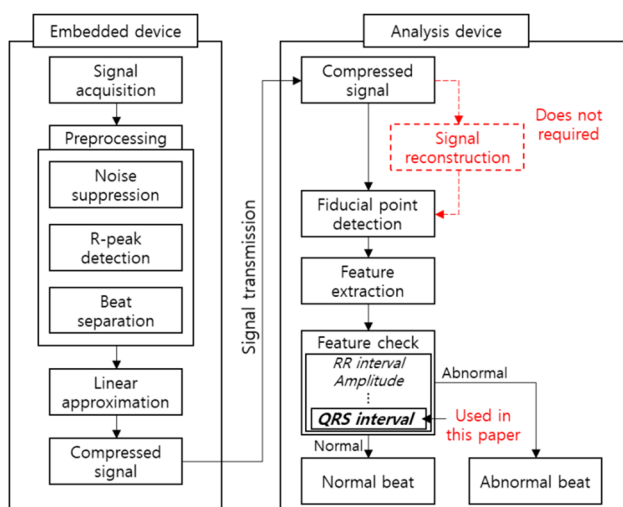 Embedded device
Signal
acquisition
Preprocessing
Noise
suppression
R-peak
detection
Beat
separation
Linear
approximation
Compressed
signal
Signal transmission
Analysis device
Compressed
signal
Does not
required
Signal
reconstruction
Fiducial point
detection
Feature
extraction
Feature check
RR interval
Amplitude
⋮
QRS interval
Abnormal
Used in
this paper
Normal
Normal beat
Abnormal beat